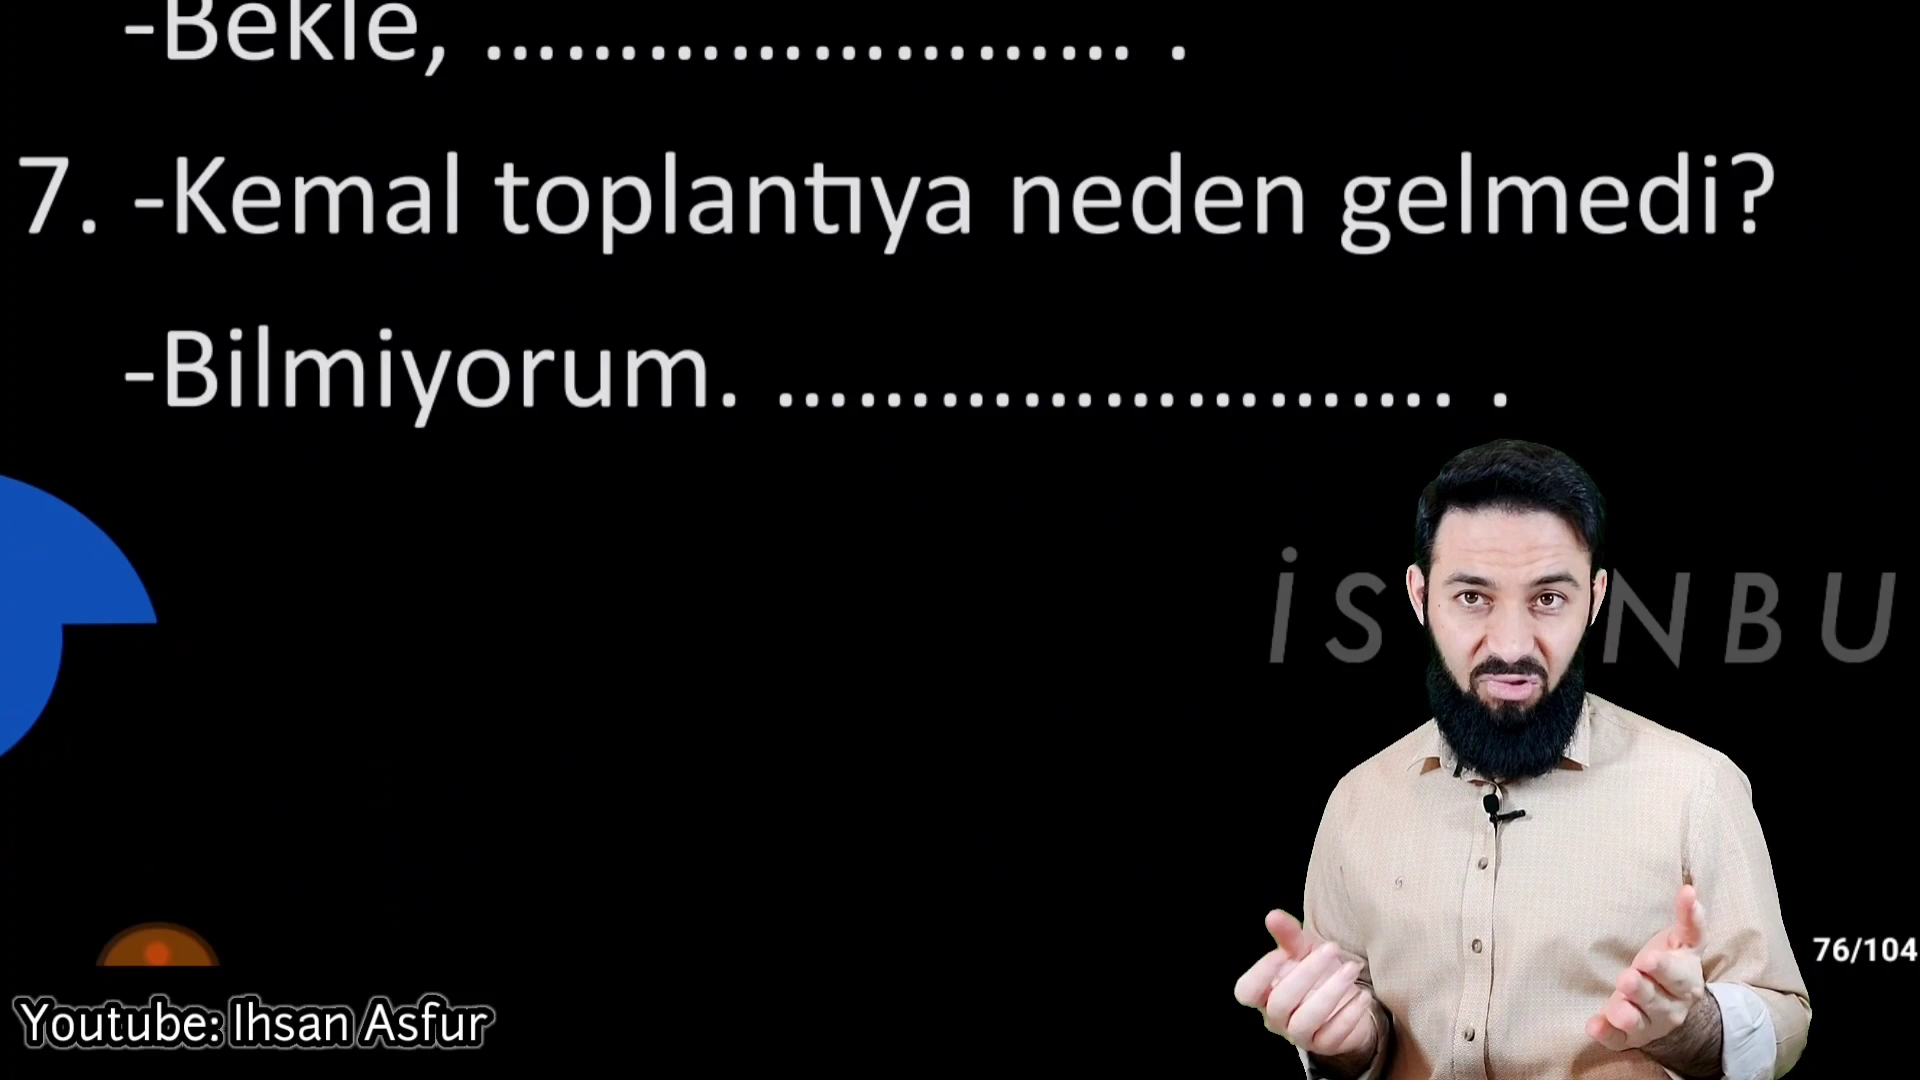 -Bekle, ........................ .
7. -Kemal toplantıya neden gelmedi?
-Bilmiyorum. ......................... .
İS NBU
76/104
Youtube: Ihsan Asfur